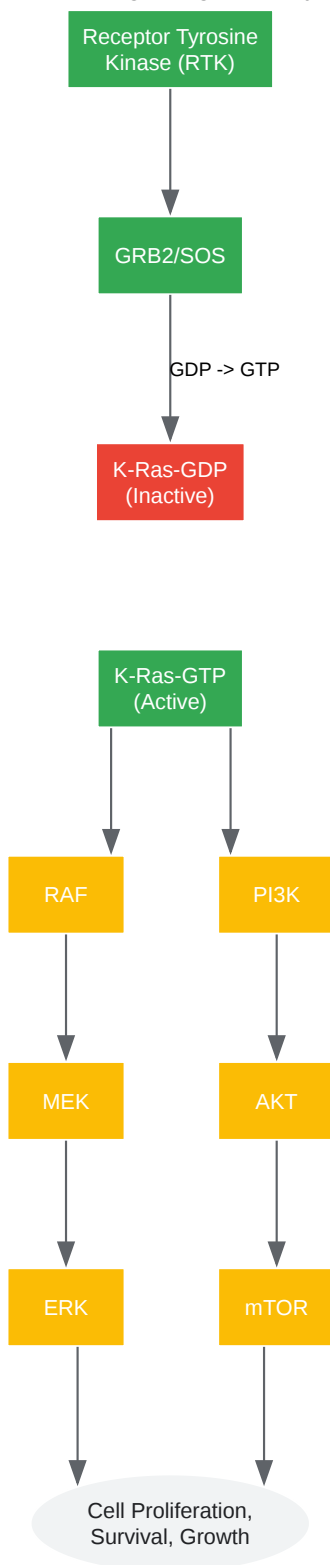 Receptor Tyrosine
Kinase (RTK)
GRB2/SOS
GDP -> GTP
K-Ras-GDP
(Inactive)
K-Ras-GTP
(Active)
RAF
PI3K
MEK
AKT
ERK
mTOR
Cell Proliferation,
Survival, Growth